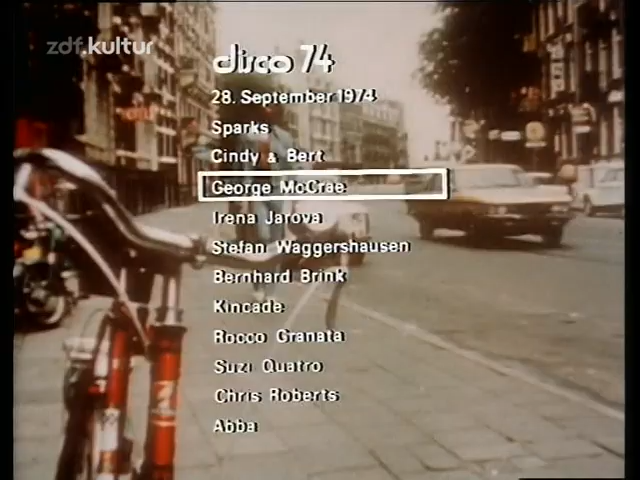 zdf.kultur
disco 74
28. September 1974
Sparks
Cindy & Bert
George McCrae
Irena Jarova
Stefan Waggershausen
Bernhard Brink
Kincade
Rocco Granata
Suzi Quatro
Chris Roberts
Abba